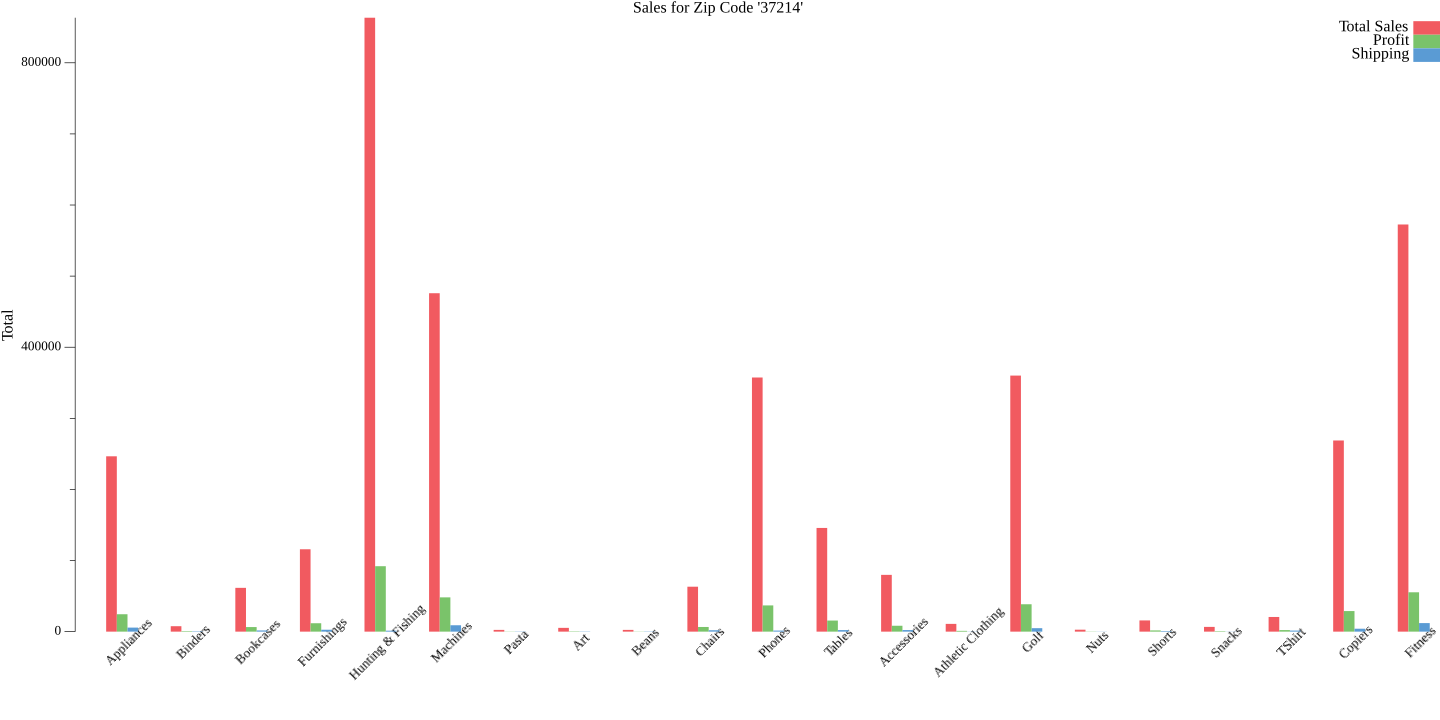 Sales for Zip Code '37214'
Total Sales
Profit
Shipping
800000
400000
0
Total
Appliances
Binders
Bookcases
Furnishings
Hunting & Fishing
Machines
Pasta
Art
Beans
Chairs
Phones
Tables
Accessories
Athletic Clothing
Golf
Nuts
Shorts
Snacks
TShirt
Copiers
Fitness